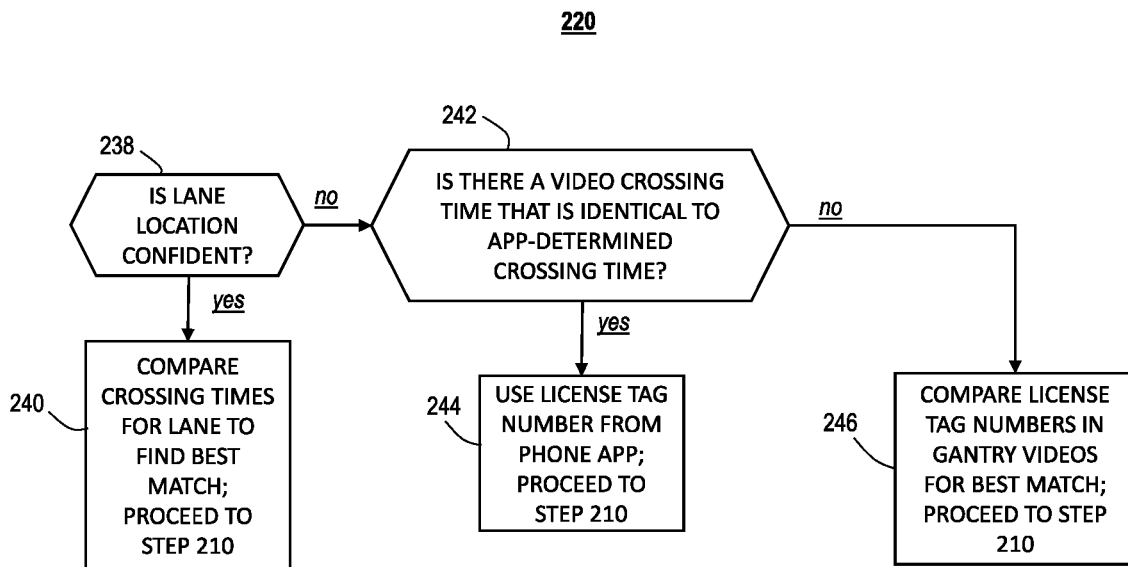 220
238
IS LANE
LOCATION
CONFIDENT?
no
yes
242
IS THERE A VIDEO CROSSING
TIME THAT IS IDENTICAL TO
APP-DETERMINED
CROSSING TIME?
no
yes
240
COMPARE
CROSSING TIMES
FOR LANE TO
FIND BEST
MATCH;
PROCEED TO
STEP 210
244
USE LICENSE TAG
NUMBER FROM
PHONE APP;
PROCEED TO
STEP 210
246
COMPARE LICENSE
TAG NUMBERS IN
GANTRY VIDEOS
FOR BEST MATCH;
PROCEED TO STEP
210